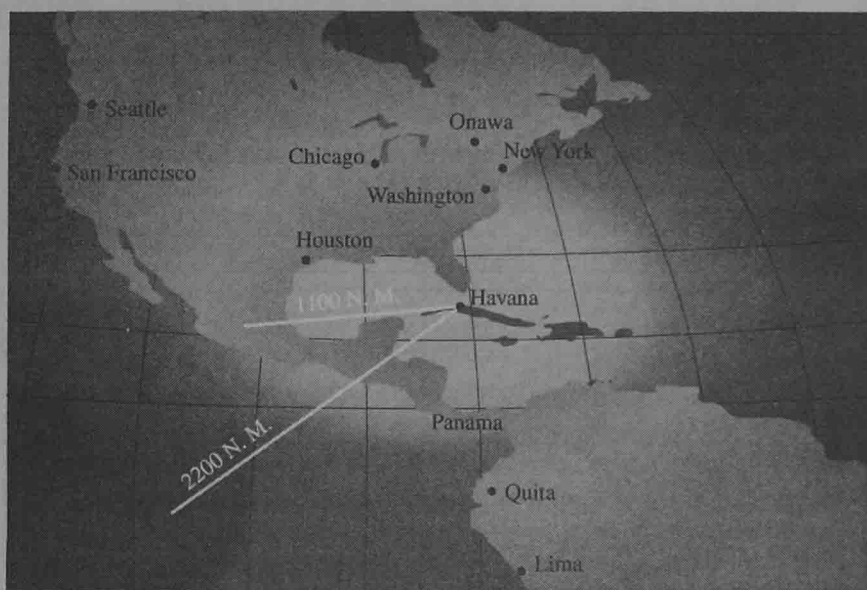 Seattle
Onawa
New York
Chicago
San Francisco
Washington
Houston
1100 N. M.
Havana
Panama
2200 N. M.
Quita
Lima